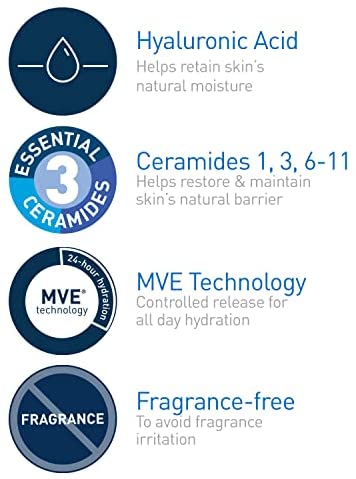 Hyaluronic Acid
Helps retain skin's
natural moisture
ESSENTIAL
3
CERAMIDES
Ceramides 1, 3, 6-11
Helps restore & maintain
skin's natural barrier
24-hour hydration
MVE®
technology
MVE Technology
Controlled release for
all day hydration
FRAGRANCE
Fragrance-free
To avoid fragrance
irritation